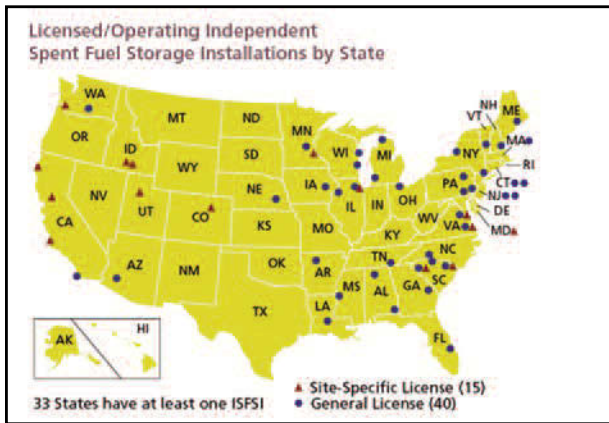 Licensed/Operating Independent
Spent Fuel Storage Installations by State
WA
MT
ND
MN
VT
NH
ME
OR
ID
SD
WI
MI
NY
MA
WY
RI
NE
IA
PA
CT
NV
UT
CO
IL
IN
OH
NJ
DE
CA
KS
MO
WV
VA
MD
KY
NC
AZ
NM
OK
AR
TN
SC
MS
AL
GA
TX
LA
FL
AK
HI
Site-Specific License (15)
33 States have at least one ISFSI
General License (40)